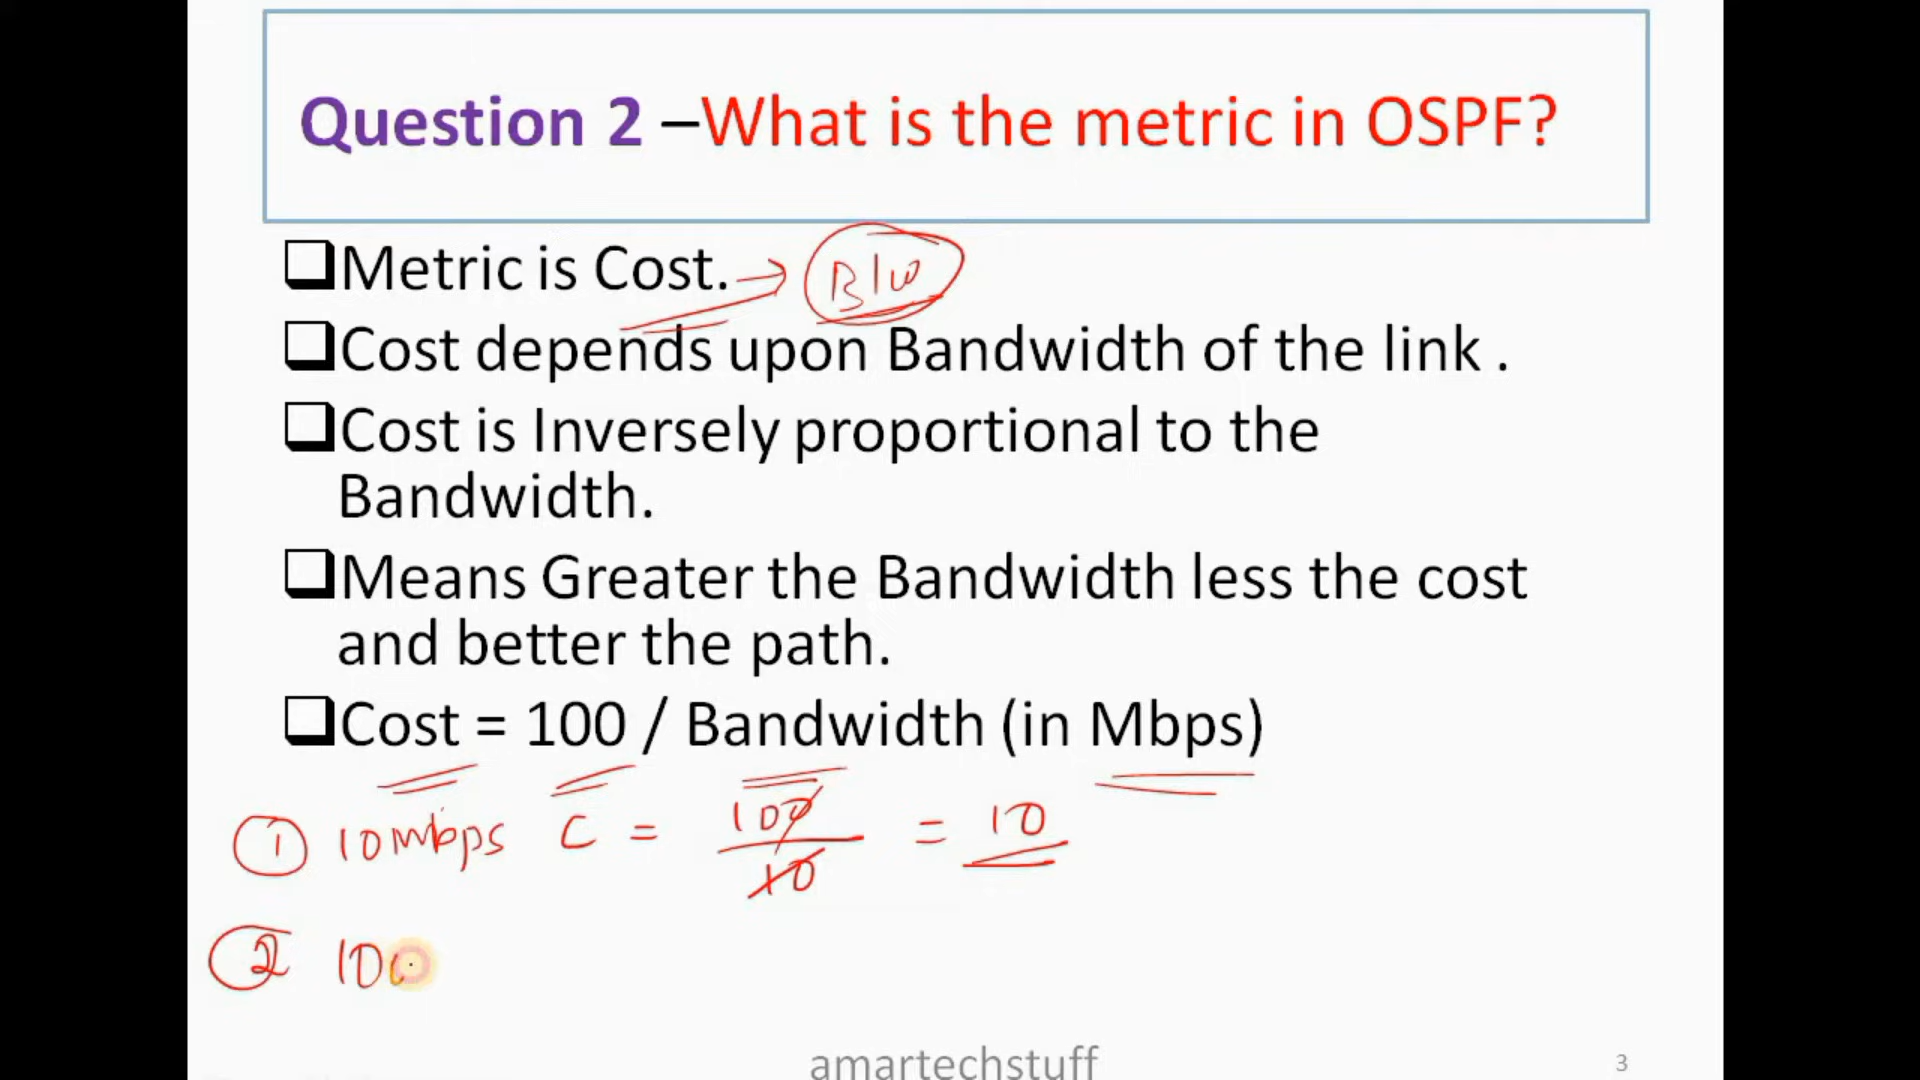 Question 2 –What is the metric in OSPF?
Metric is Cost. → B/W
Cost depends upon Bandwidth of the link .
Cost is Inversely proportional to the
Bandwidth.
Means Greater the Bandwidth less the cost
and better the path.
Cost = 100 / Bandwidth (in Mbps)
1 10 Mbps C = 100/10 = 10
2 100
amartechstuff 3